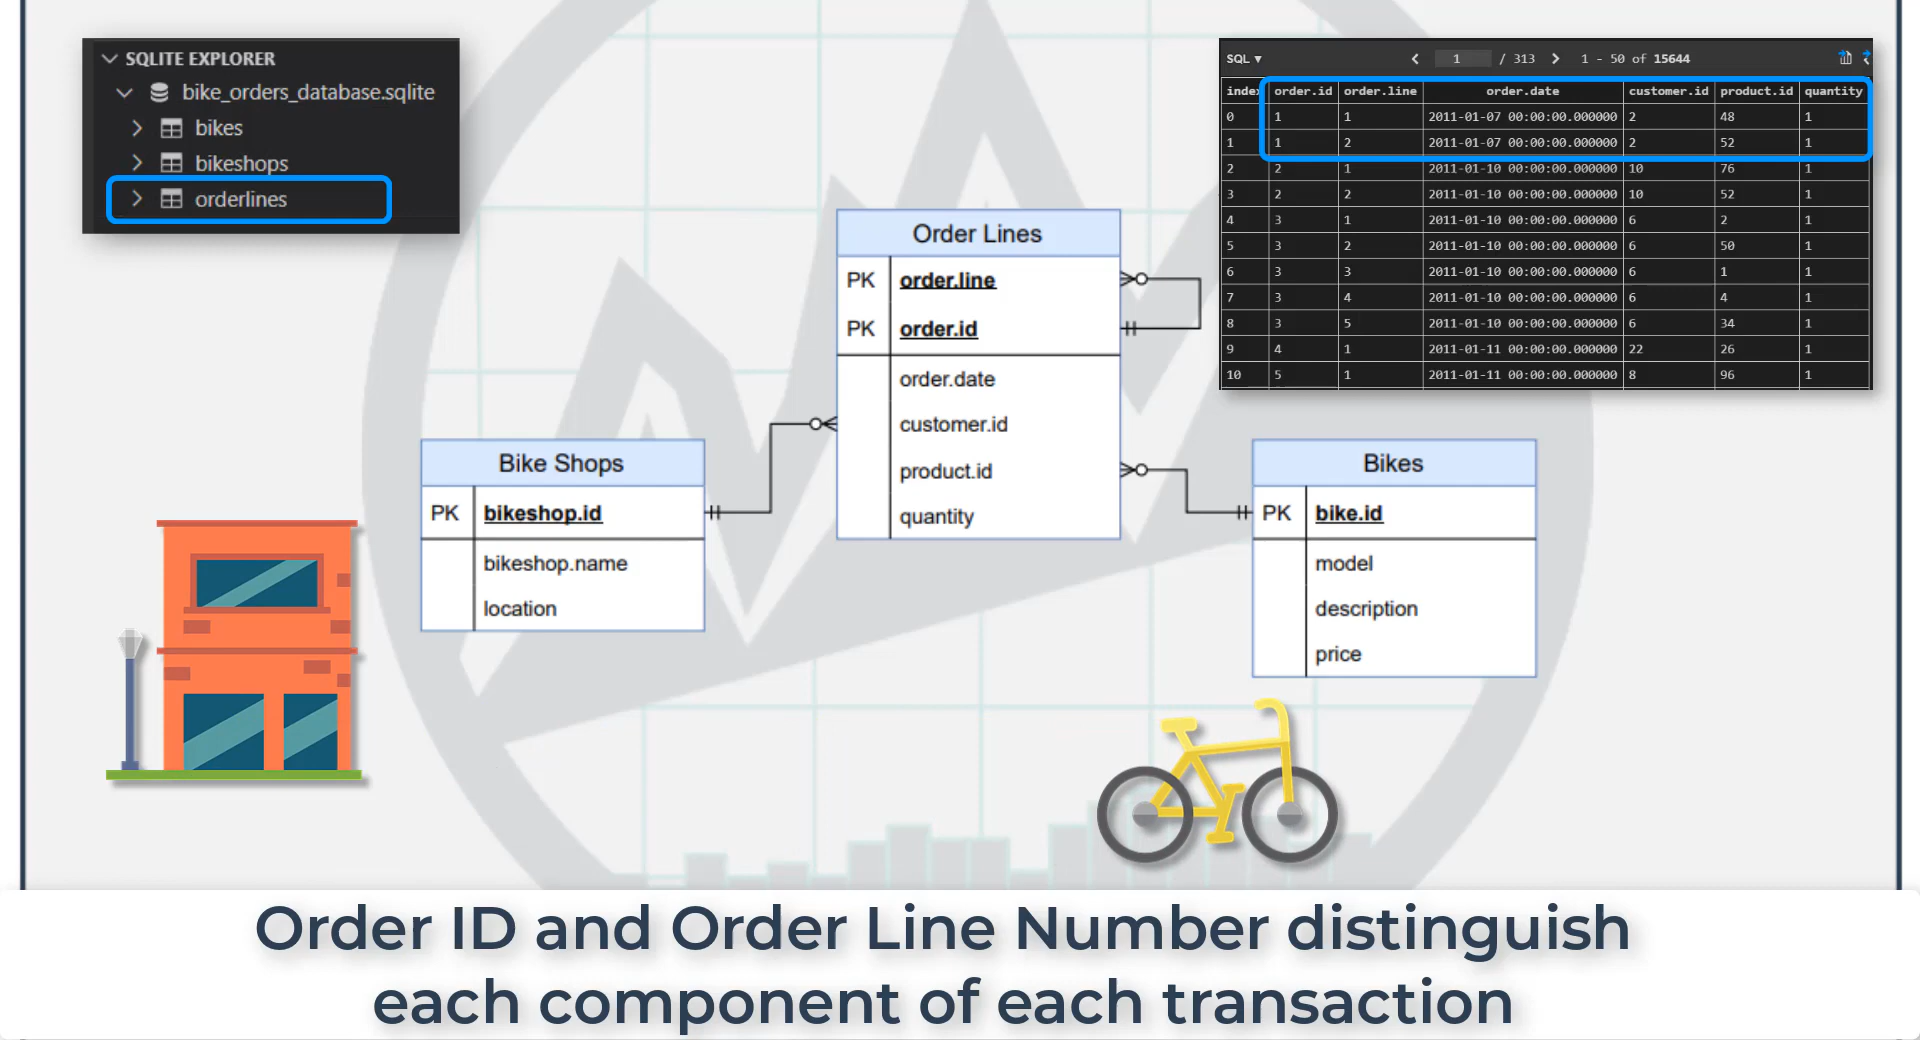 SQLITE EXPLORER
bike_orders_database.sqlite
bikes
bikeshops
orderlines
SQL
1 / 313 1 - 50 of 15644
index order.id order.line order.date customer.id product.id quantity
0 1 1 2011-01-07 00:00:00.000000 2 48 1
1 1 2 2011-01-07 00:00:00.000000 2 52 1
2 2 1 2011-01-10 00:00:00.000000 10 76 1
3 2 2 2011-01-10 00:00:00.000000 10 52 1
4 3 1 2011-01-10 00:00:00.000000 6 2 1
5 3 2 2011-01-10 00:00:00.000000 6 50 1
6 3 3 2011-01-10 00:00:00.000000 6 1 1
7 3 4 2011-01-10 00:00:00.000000 6 4 1
8 3 5 2011-01-10 00:00:00.000000 6 34 1
9 4 1 2011-01-11 00:00:00.000000 22 26 1
10 5 1 2011-01-11 00:00:00.000000 8 96 1
Order Lines
PK order.line
PK order.id
order.date
customer.id
product.id
quantity
Bike Shops
PK bikeshop.id
bikeshop.name
location
Bikes
PK bike.id
model
description
price
Order ID and Order Line Number distinguish
each component of each transaction